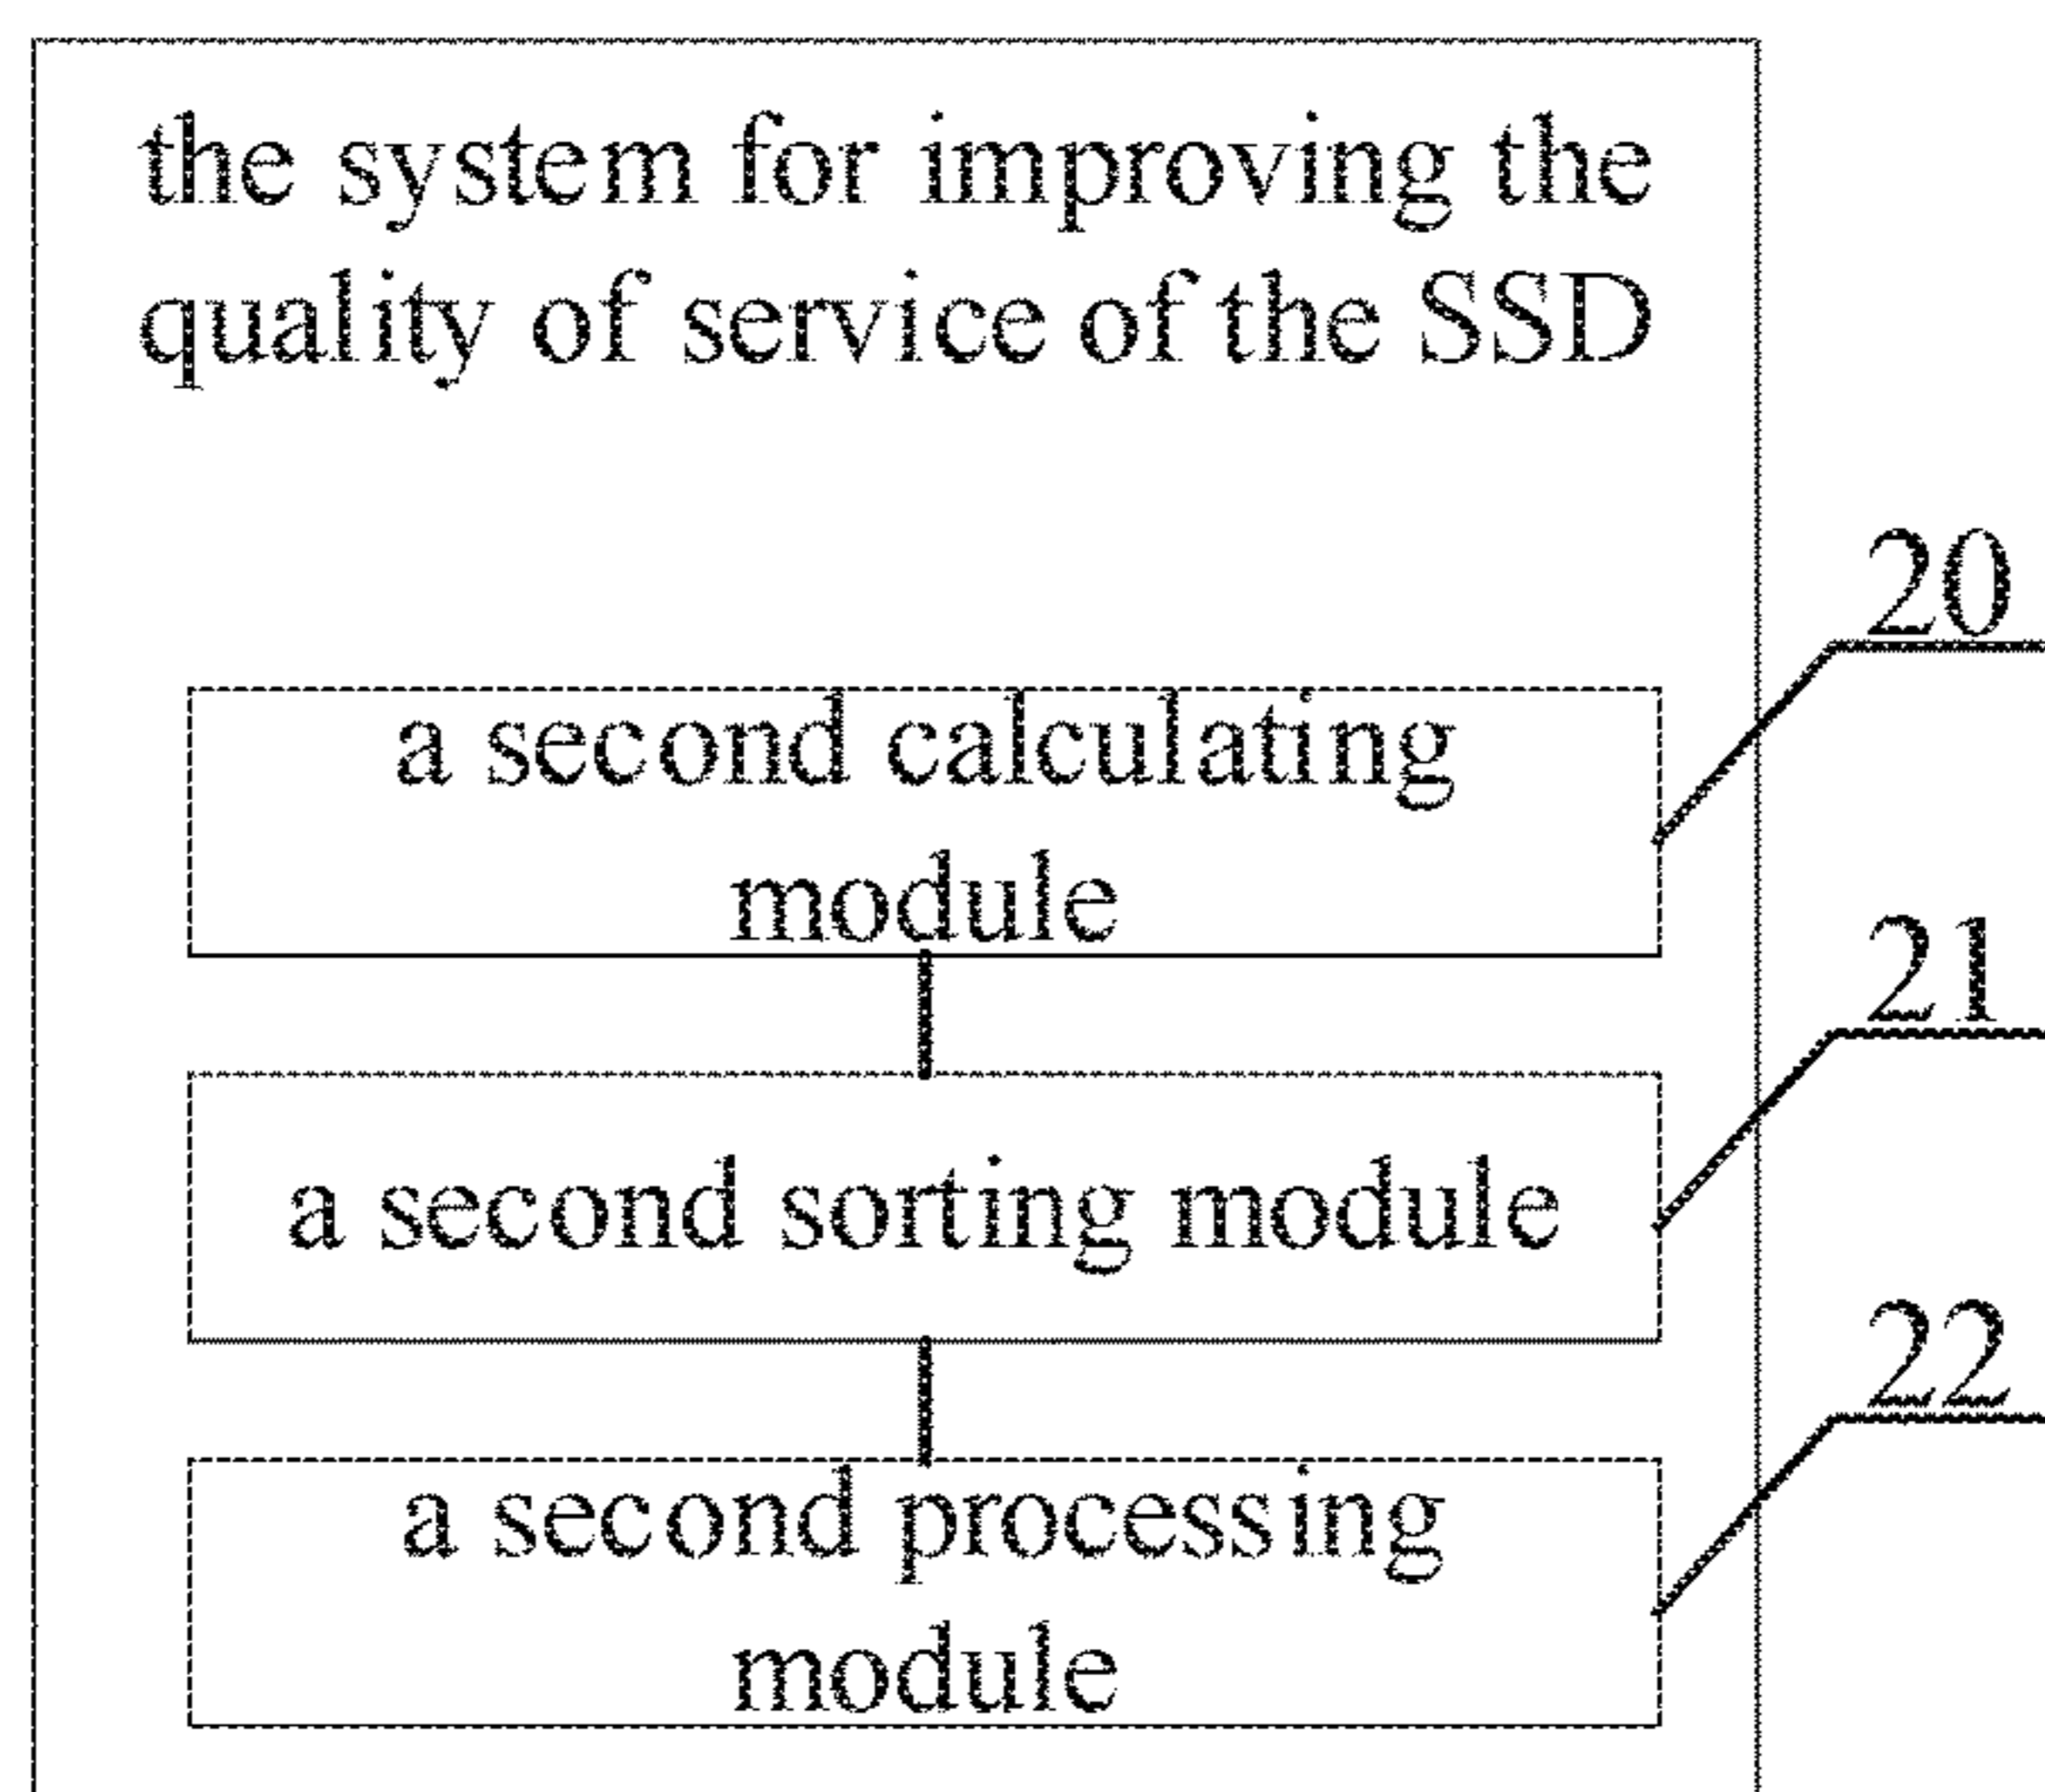 the system for improving the
quality of service of the SSD
20
a second calculating
module
21
a second sorting module
22
a second processing
module